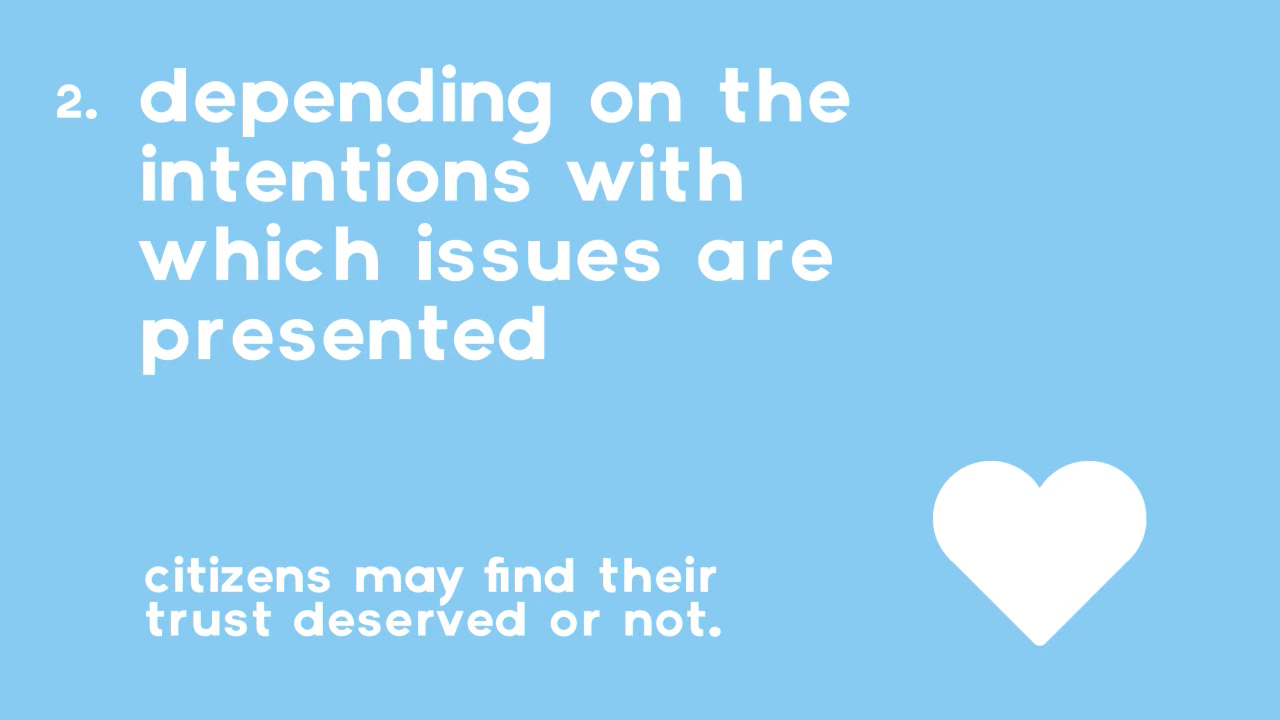 2. depending on the
intentions with
which issues are
presented
citizens may find their
trust deserved or not.